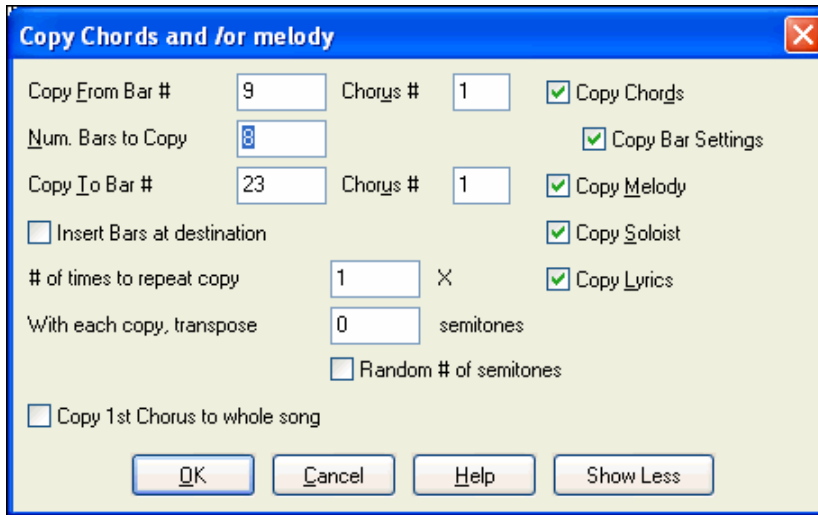 Copy Chords and /or melody
Copy From Bar # 9 Chorus # 1 Copy Chords
Num. Bars to Copy 8 Copy Bar Settings
Copy To Bar # 23 Chorus # 1 Copy Melody
Insert Bars at destination Copy Soloist
# of times to repeat copy 1 X Copy Lyrics
With each copy, transpose 0 semitones
Random # of semitones
Copy 1st Chorus to whole song
OK Cancel Help Show Less